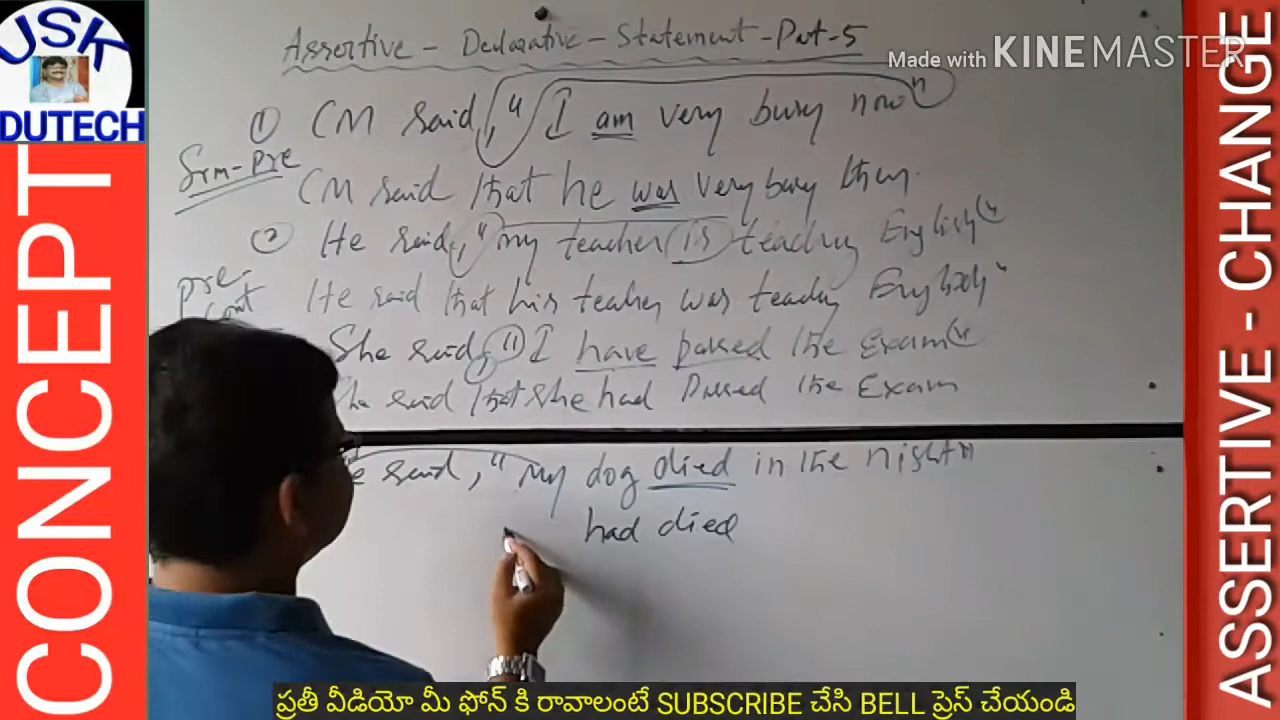 JSK
DUTECH
CONCEPT
Made with KINEMASTER
Assertive - Declarative - Statement - Part-5
① CM said, "I am very busy now"
Sim-Pre
CM said that he was very busy then.
② He said, "my teacher is teaching English"
pre-cont
He said that his teacher was teaching English
She said, "I have passed the Exam"
She said that she had Passed the Exam
said, "my dog died in the night"
had died
ASSERTIVE - CHANGE
ప్రతీ వీడియో మీ ఫోన్ కి రావాలంటే SUBSCRIBE చేసి BELL ప్రెస్ చేయండి